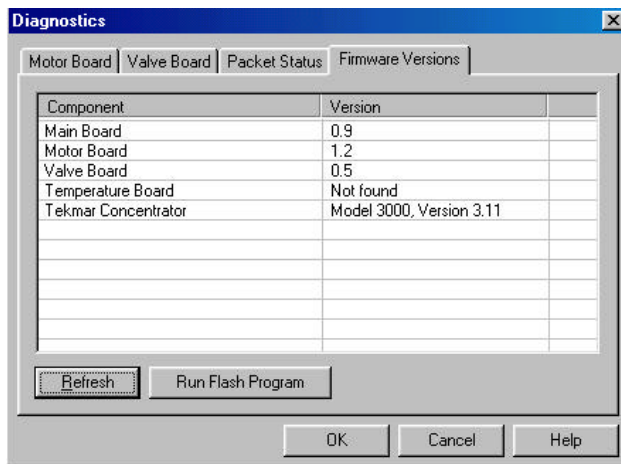 Diagnostics
Motor Board Valve Board Packet Status Firmware Versions
Component Version
Main Board 0.9
Motor Board 1.2
Valve Board 0.5
Temperature Board Not found
Tekmar Concentrator Model 3000, Version 3.11
Refresh Run Flash Program
OK Cancel Help